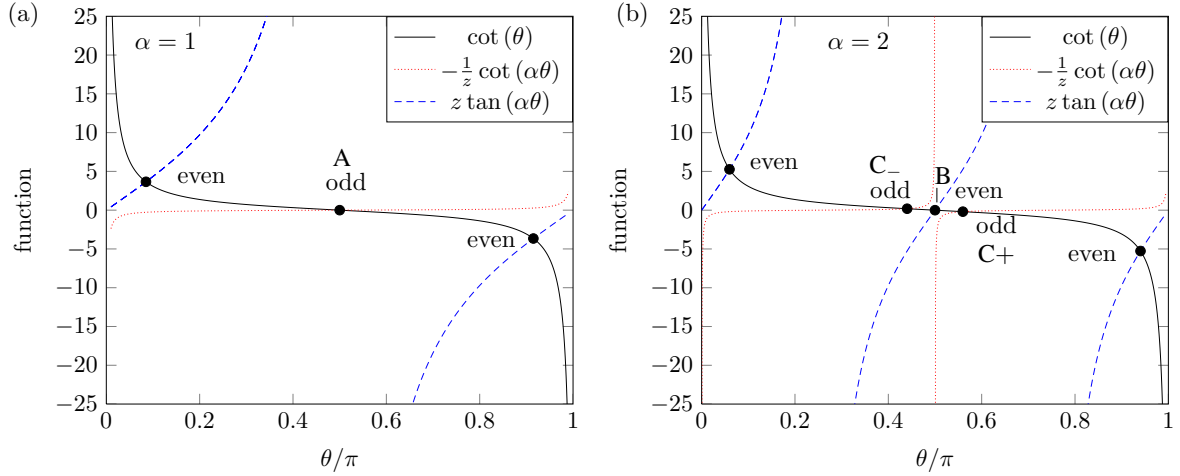 (a)
α = 1
cot (θ)
−1/z cot (αθ)
z tan (αθ)
25
20
15
10
5
0
−5
−10
−15
−20
−25
function
even
A
odd
even
0
0.2
0.4
0.6
0.8
1
θ/π
(b)
α = 2
cot (θ)
−1/z cot (αθ)
z tan (αθ)
25
20
15
10
5
0
−5
−10
−15
−20
−25
function
even
C−
odd
B
even
odd
C+
even
0
0.2
0.4
0.6
0.8
1
θ/π